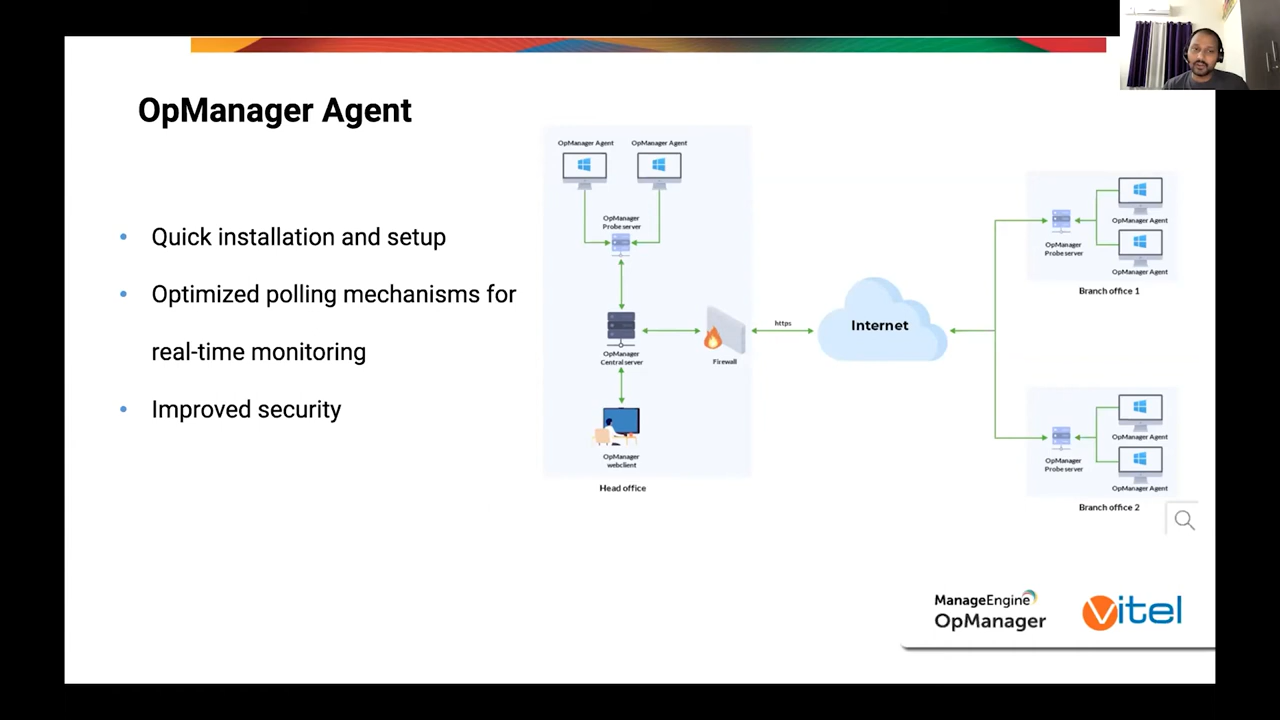 OpManager Agent
Quick installation and setup
Optimized polling mechanisms for
real-time monitoring
Improved security
OpManager Agent
OpManager Agent
OpManager
Probe server
OpManager
Central server
OpManager
webclient
Head office
Firewall
https
Internet
OpManager Agent
OpManager
Probe server
OpManager Agent
Branch office 1
OpManager Agent
OpManager
Probe server
OpManager Agent
Branch office 2
ManageEngine
OpManager
Vitel